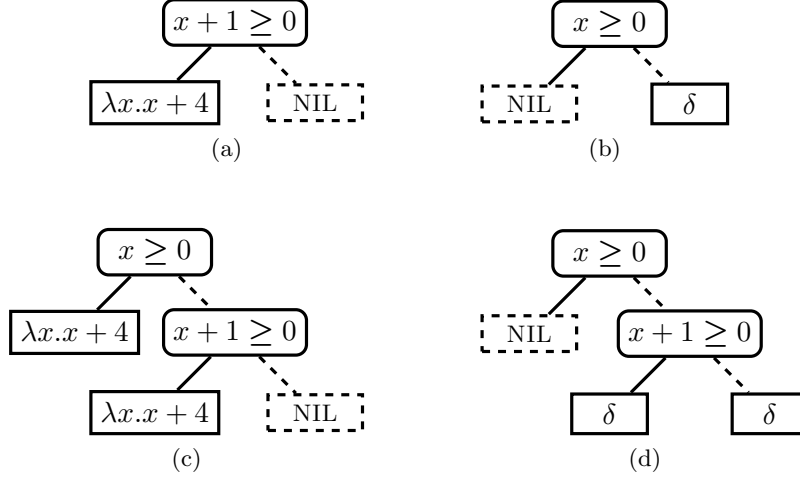 x + 1 ≥ 0
λx.x + 4
NIL
(a)
x ≥ 0
NIL
δ
(b)
x ≥ 0
λx.x + 4
x + 1 ≥ 0
λx.x + 4
NIL
(c)
x ≥ 0
NIL
x + 1 ≥ 0
δ
δ
(d)